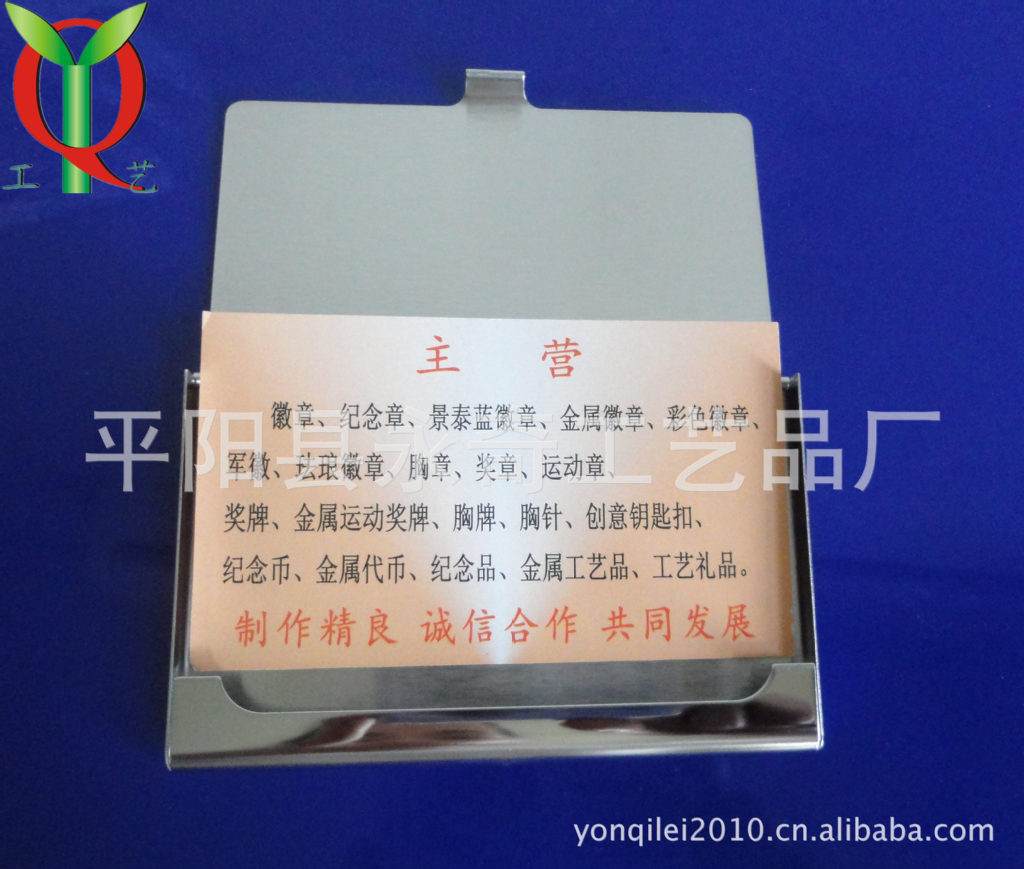 工 艺
主 营
徽章、纪念章、景泰蓝徽章、金属徽章、彩色徽章、
平阳县永奇工艺品厂
军徽、珐琅徽章、胸章、奖章、运动章、
奖牌、金属运动奖牌、胸牌、胸针、创意钥匙扣、
纪念币、金属代币、纪念品、金属工艺品、工艺礼品。
制作精良 诚信合作 共同发展
yonqilei2010.cn.alibaba.com